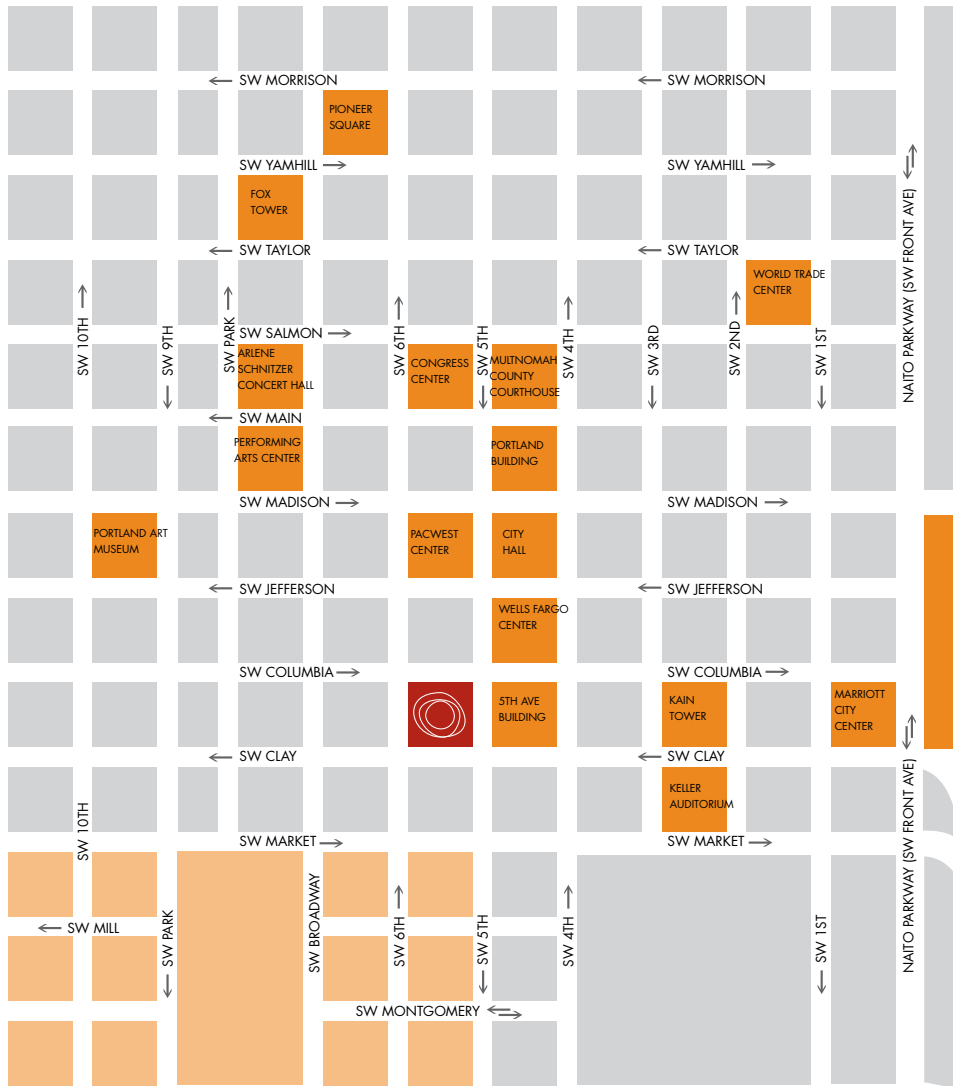 SW MORRISON
SW MORRISON
PIONEER
SQUARE
SW YAMHILL
SW YAMHILL
FOX
TOWER
NAITO PARKWAY (SW FRONT AVE)
SW TAYLOR
SW TAYLOR
WORLD TRADE
CENTER
SW 10TH
SW 9TH
SW PARK
SW SALMON
SW 6TH
SW 5TH
SW 4TH
SW 3RD
SW 2ND
SW 1ST
ARLENE
SCHNITZER
CONCERT HALL
CONGRESS
CENTER
MULTNOMAH
COUNTY
COURTHOUSE
SW MAIN
PERFORMING
ARTS CENTER
PORTLAND
BUILDING
SW MADISON
SW MADISON
PORTLAND ART
MUSEUM
PACWEST
CENTER
CITY
HALL
SW JEFFERSON
SW JEFFERSON
WELLS FARGO
CENTER
SW COLUMBIA
SW COLUMBIA
5TH AVE
BUILDING
KAIN
TOWER
MARRIOTT
CITY
CENTER
SW CLAY
SW CLAY
KELLER
AUDITORIUM
SW 10TH
SW MARKET
SW MARKET
NAITO PARKWAY (SW FRONT AVE)
SW MILL
SW PARK
SW BROADWAY
SW 6TH
SW 5TH
SW 4TH
SW 1ST
SW MONTGOMERY